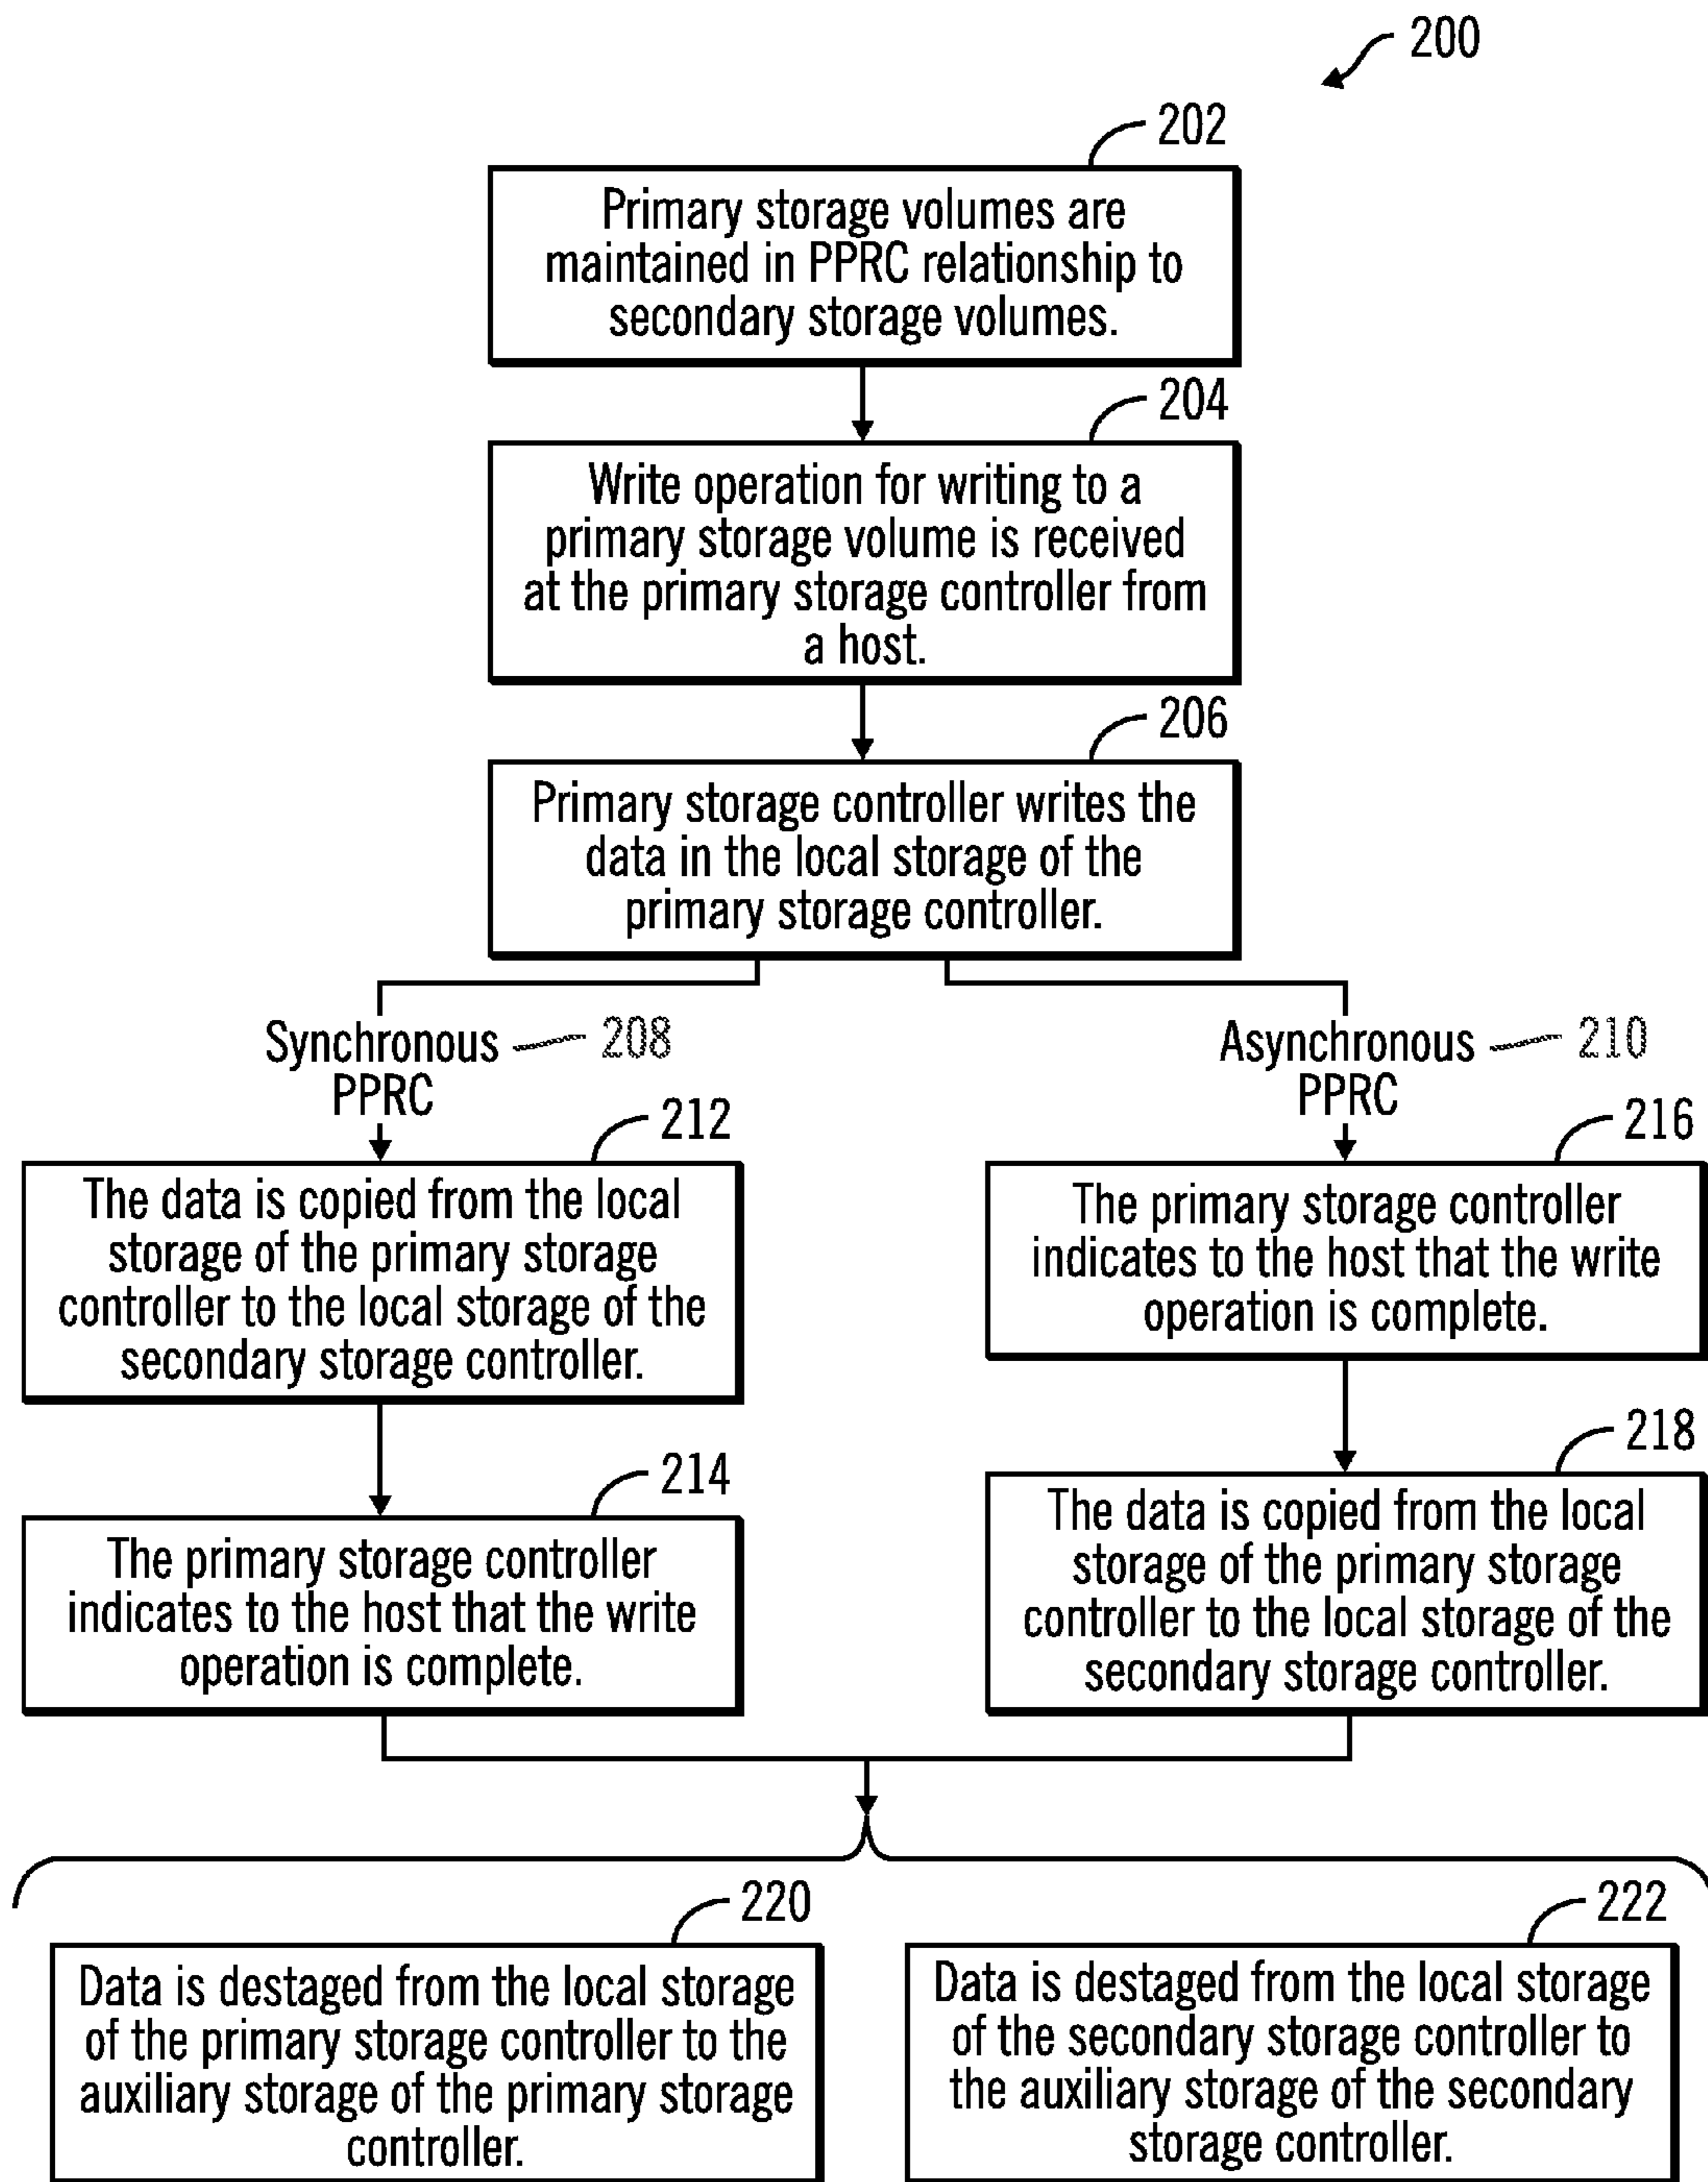 200
202
Primary storage volumes are
maintained in PPRC relationship to
secondary storage volumes.
204
Write operation for writing to a
primary storage volume is received
at the primary storage controller from
a host.
206
Primary storage controller writes the
data in the local storage of the
primary storage controller.
Synchronous 208
PPRC
Asynchronous 210
PPRC
212
The data is copied from the local
storage of the primary storage
controller to the local storage of the
secondary storage controller.
214
The primary storage controller
indicates to the host that the write
operation is complete.
216
The primary storage controller
indicates to the host that the write
operation is complete.
218
The data is copied from the local
storage of the primary storage
controller to the local storage of the
secondary storage controller.
220
Data is destaged from the local storage
of the primary storage controller to the
auxiliary storage of the primary storage
controller.
222
Data is destaged from the local storage
of the secondary storage controller to
the auxiliary storage of the secondary
storage controller.